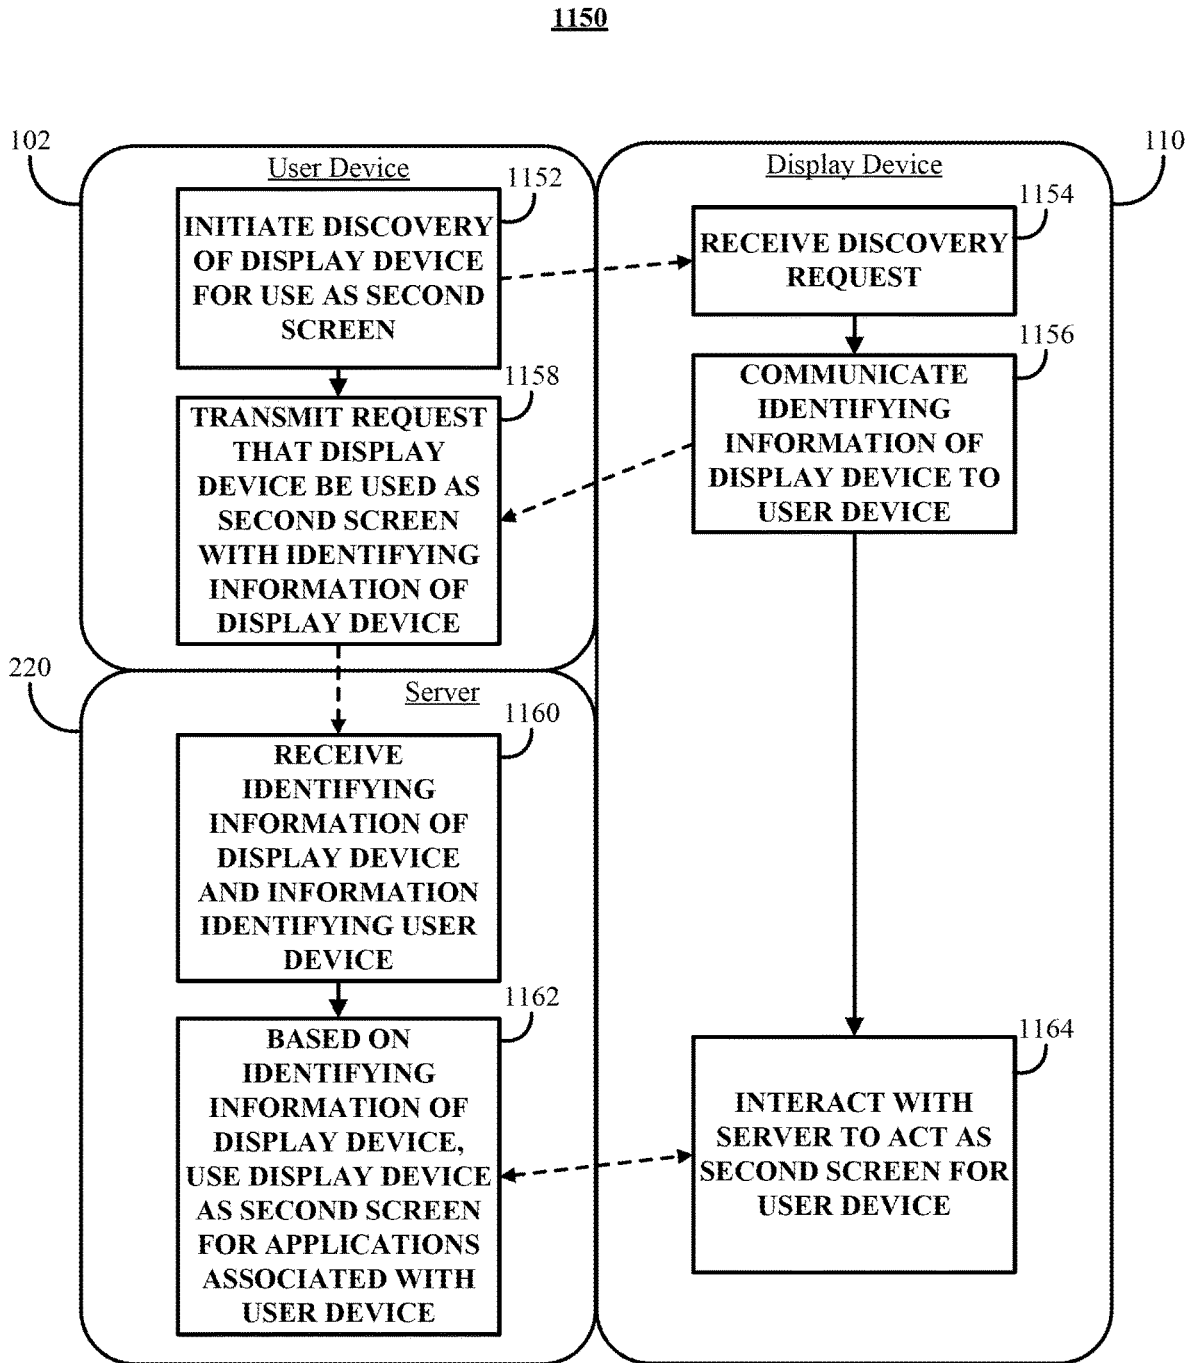 1150
102
User Device
1152
INITIATE DISCOVERY
OF DISPLAY DEVICE
FOR USE AS SECOND
SCREEN
1158
TRANSMIT REQUEST
THAT DISPLAY
DEVICE BE USED AS
SECOND SCREEN
WITH IDENTIFYING
INFORMATION OF
DISPLAY DEVICE
110
Display Device
1154
RECEIVE DISCOVERY
REQUEST
1156
COMMUNICATE
IDENTIFYING
INFORMATION OF
DISPLAY DEVICE TO
USER DEVICE
220
Server
1160
RECEIVE
IDENTIFYING
INFORMATION OF
DISPLAY DEVICE
AND INFORMATION
IDENTIFYING USER
DEVICE
1162
BASED ON
IDENTIFYING
INFORMATION OF
DISPLAY DEVICE,
USE DISPLAY DEVICE
AS SECOND SCREEN
FOR APPLICATIONS
ASSOCIATED WITH
USER DEVICE
1164
INTERACT WITH
SERVER TO ACT AS
SECOND SCREEN FOR
USER DEVICE